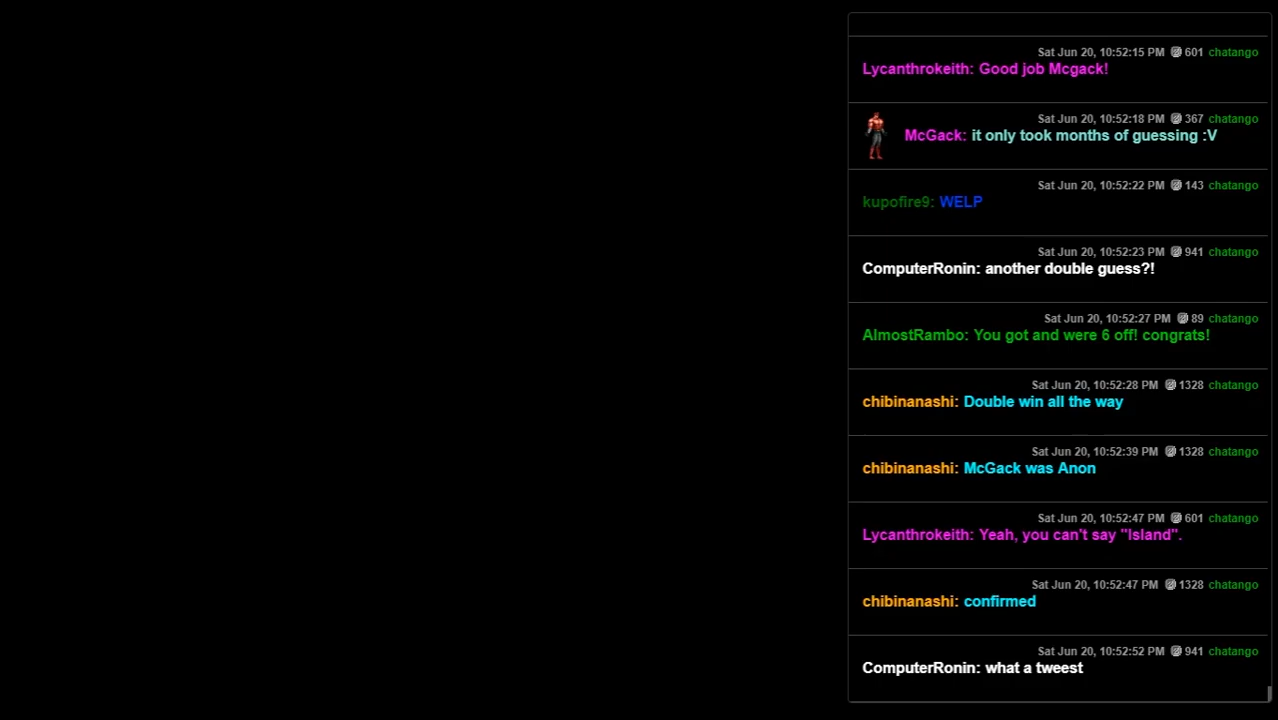 Sat Jun 20, 10:52:15 PM 601 chatango
Lycanthrokeith: Good job Mcgack!
Sat Jun 20, 10:52:18 PM 367 chatango
McGack: it only took months of guessing :V
Sat Jun 20, 10:52:22 PM 143 chatango
kupofire9: WELP
Sat Jun 20, 10:52:23 PM 941 chatango
ComputerRonin: another double guess?!
Sat Jun 20, 10:52:27 PM 89 chatango
AlmostRambo: You got and were 6 off! congrats!
Sat Jun 20, 10:52:28 PM 1328 chatango
chibinanashi: Double win all the way
Sat Jun 20, 10:52:39 PM 1328 chatango
chibinanashi: McGack was Anon
Sat Jun 20, 10:52:47 PM 601 chatango
Lycanthrokeith: Yeah, you can't say "Island".
Sat Jun 20, 10:52:47 PM 1328 chatango
chibinanashi: confirmed
Sat Jun 20, 10:52:52 PM 941 chatango
ComputerRonin: what a tweest